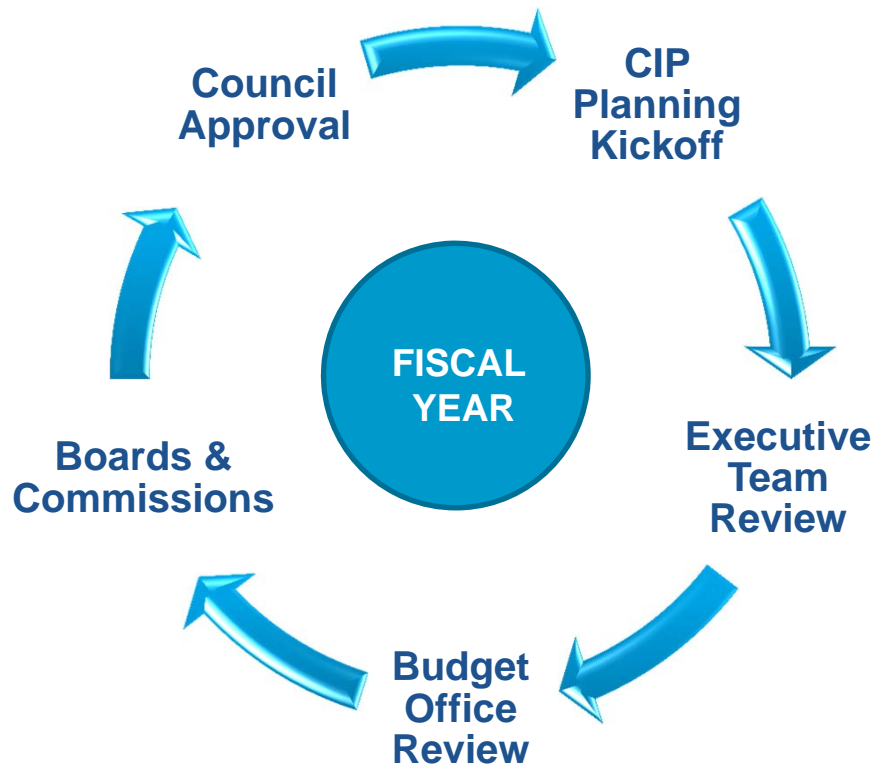 Council
Approval
CIP
Planning
Kickoff
FISCAL
YEAR
Executive
Team
Review
Boards &
Commissions
Budget
Office
Review